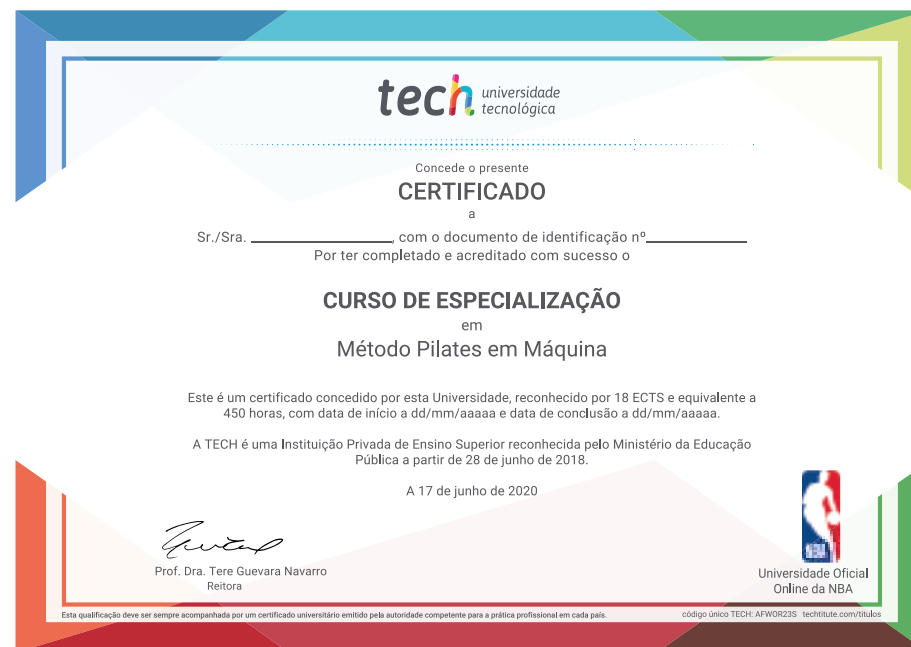 tech universidade
tecnológica
Concede o presente
CERTIFICADO
a
Sr./Sra. , com o documento de identificação nº
Por ter completado e acreditado com sucesso o
CURSO DE ESPECIALIZAÇÃO
em
Método Pilates em Máquina
Este é um certificado concedido por esta Universidade, reconhecido por 18 ECTS e equivalente a
450 horas, com data de início a dd/mm/aaaaa e data de conclusão a dd/mm/aaaaa.
A TECH é uma Instituição Privada de Ensino Superior reconhecida pelo Ministério da Educação
Pública a partir de 28 de junho de 2018.
A 17 de junho de 2020
Prof. Dra. Tere Guevara Navarro
Reitora
NBA
Universidade Oficial
Online da NBA
Esta qualificação deve ser sempre acompanhada por um certificado universitário emitido pela autoridade competente para a prática profissional em cada país.
código único TECH: AFWOR23S techtitute.com/titulos